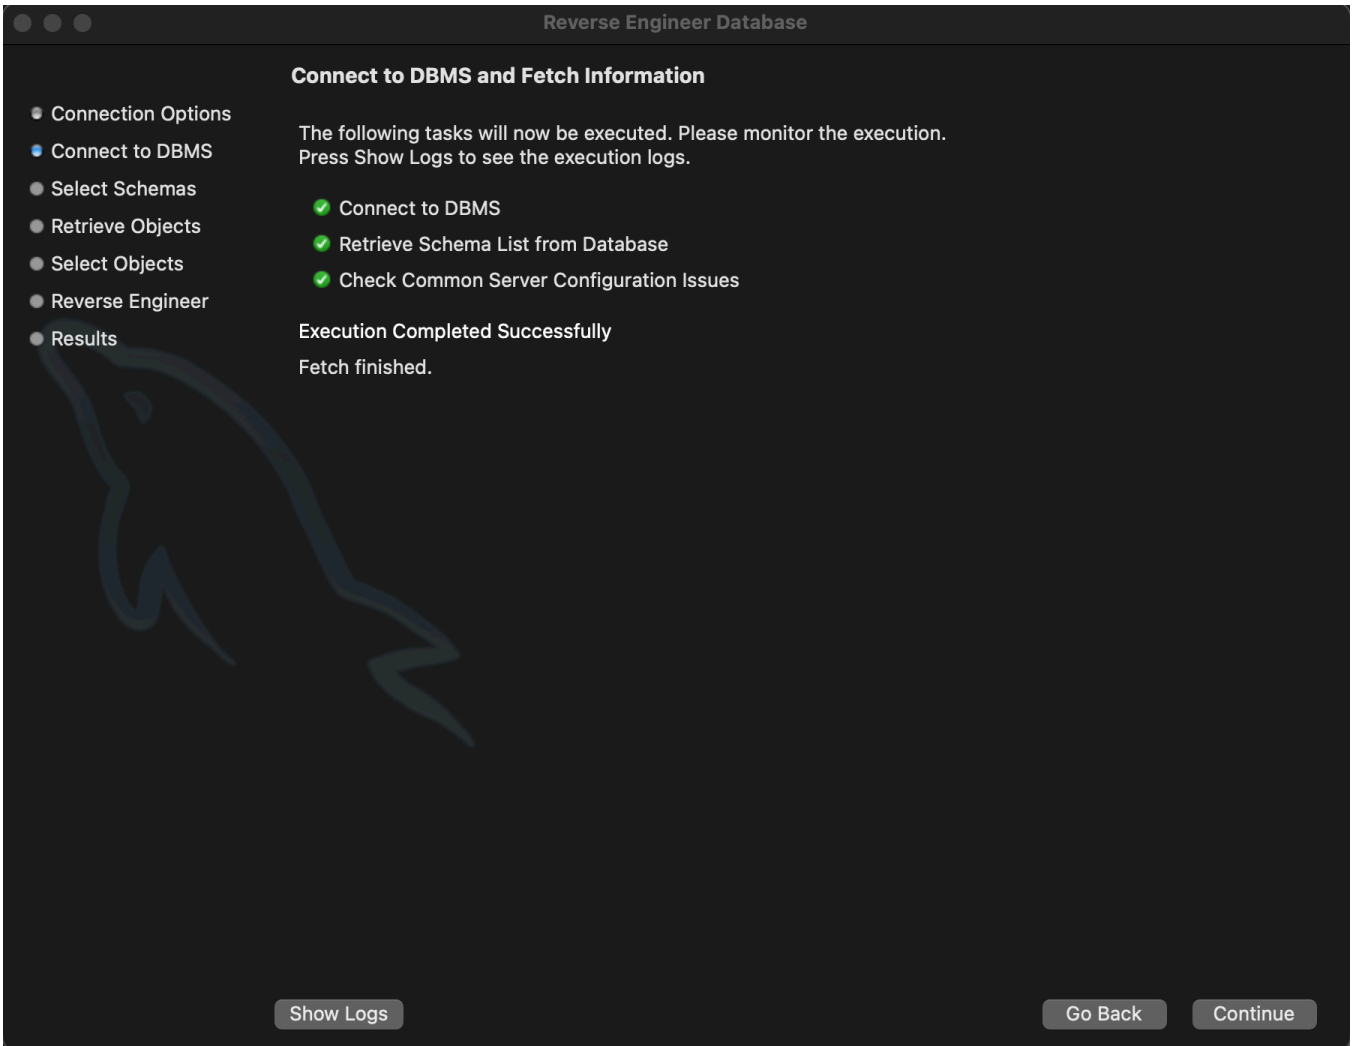 Reverse Engineer Database
Connect to DBMS and Fetch Information
Connection Options
Connect to DBMS
Select Schemas
Retrieve Objects
Select Objects
Reverse Engineer
Results
The following tasks will now be executed. Please monitor the execution.
Press Show Logs to see the execution logs.
Connect to DBMS
Retrieve Schema List from Database
Check Common Server Configuration Issues
Execution Completed Successfully
Fetch finished.
Show Logs
Go Back
Continue